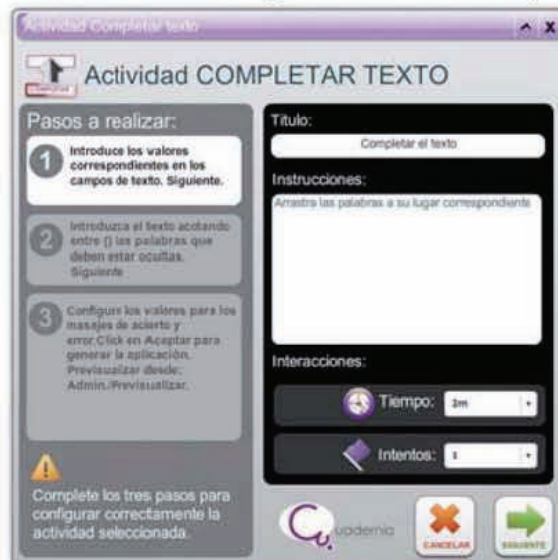 Actividad Completar texto
X
Actividad COMPLETAR TEXTO
Pasos a realizar:
1
Introduce los valores
correspondientes en los
campos de texto. Siguiente.
2
Introduzca el texto acotando
entre () las palabras que
deben estar ocultas.
Siguiente
3
Configure los valores para los
masajes de acierto y
error.Click en Aceptar para
generar la aplicación.
Previsualizar desde:
Admin./Previsualizar.
Complete los tres pasos para
configurar correctamente la
actividad seleccionada.
Título:
Completar el texto
Instrucciones:
Arrastra las palabras a su lugar correspondiente
Interacciones:
Tiempo: 2m
Intentos: 1
Cuadernia
CANCELAR
SIGUIENTE